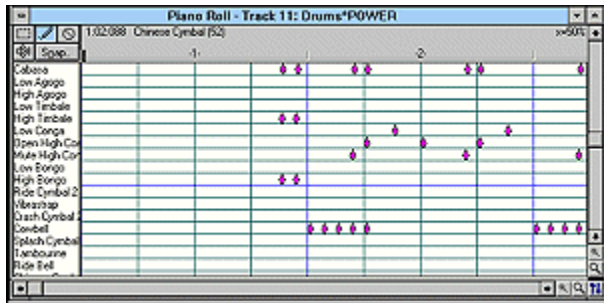 Piano Roll - Track 11: Drums*POWER
1:02:088 Chinese Cymbal (52)
x=50%
Snap..
-1-
-2-
Cabasa
Low Agogo
High Agogo
Low Timbale
High Timbale
Low Conga
Open High Con
Mute High Con
Low Bongo
High Bongo
Ride Cymbal 2
Vibraslap
Crash Cymbal 2
Cowbell
Splash Cymbal
Tambourine
Ride Bell